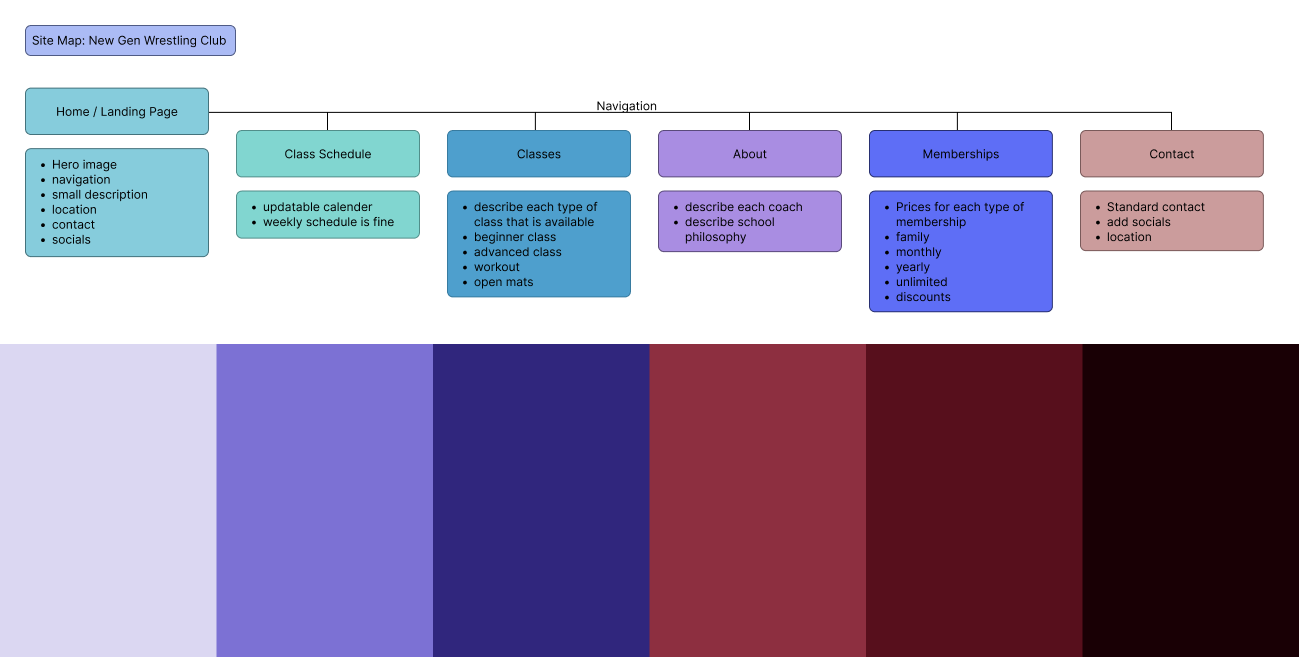 Site Map: New Gen Wrestling Club
Navigation
Home / Landing Page
• Hero image
• navigation
• small description
• location
• contact
• socials
Class Schedule
• updatable calender
• weekly schedule is fine
Classes
• describe each type of
class that is available
• beginner class
• advanced class
• workout
• open mats
About
• describe each coach
• describe school
philosophy
Memberships
• Prices for each type of
membership
• family
• monthly
• yearly
• unlimited
• discounts
Contact
• Standard contact
• add socials
• location